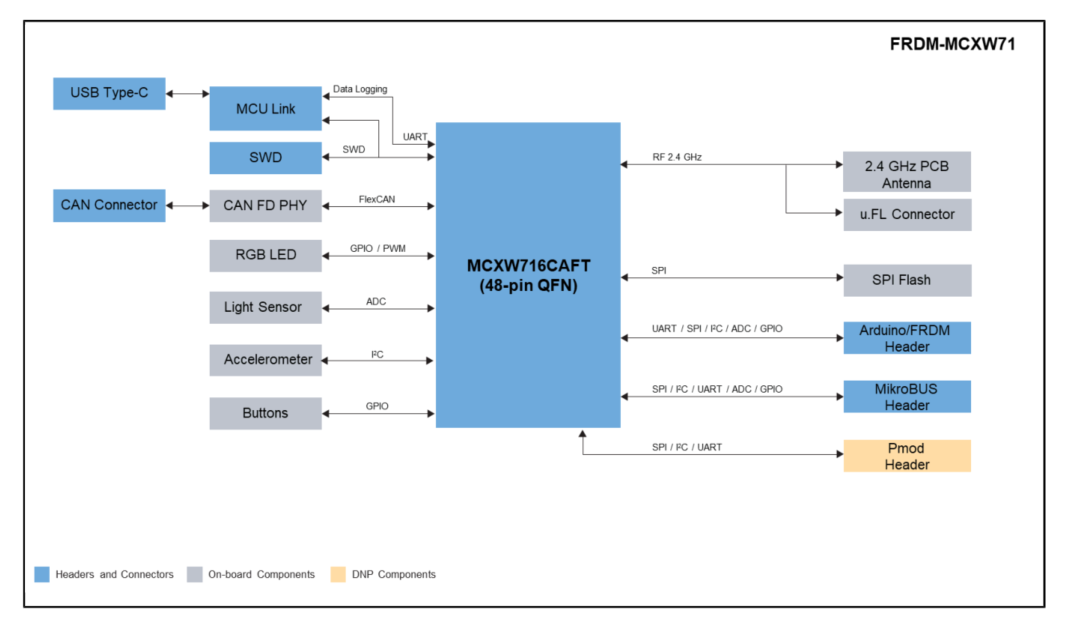 FRDM-MCXW71
USB Type-C
MCU Link
Data Logging
UART
SWD
SWD
CAN Connector
CAN FD PHY
FlexCAN
RGB LED
GPIO / PWM
Light Sensor
ADC
Accelerometer
I²C
Buttons
GPIO
MCXW716CAFT
(48-pin QFN)
RF 2.4 GHz
2.4 GHz PCB
Antenna
u.FL Connector
SPI
SPI Flash
UART / SPI / I²C / ADC / GPIO
Arduino/FRDM
Header
SPI / I²C / UART / ADC / GPIO
MikroBUS
Header
SPI / I²C / UART
Pmod
Header
Headers and Connectors
On-board Components
DNP Components